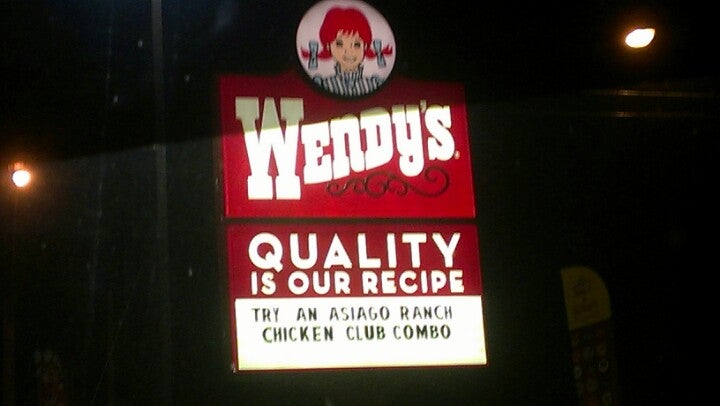 WENDY'S
QUALITY
IS OUR RECIPE
TRY AN ASIAGO RANCH
CHICKEN CLUB COMBO